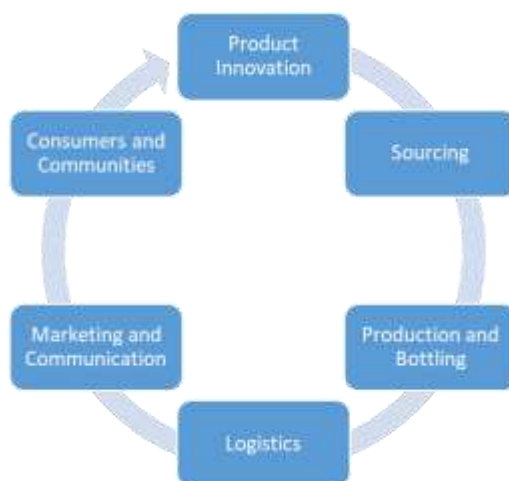 Product
Innovation
Sourcing
Production and
Bottling
Logistics
Marketing and
Communication
Consumers and
Communities